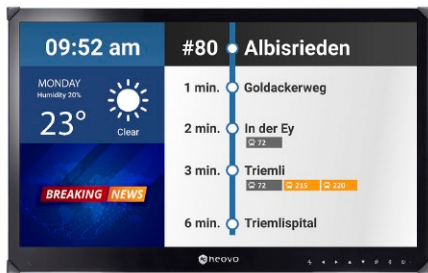 09:52 am
#80 Albisrieden
MONDAY
Humidity 20%
23°
Clear
BREAKING NEWS
1 min. Goldackerweg
2 min. In der Ey
72
3 min. Triemli
72 215 220
6 min. Triemlispital
neovo